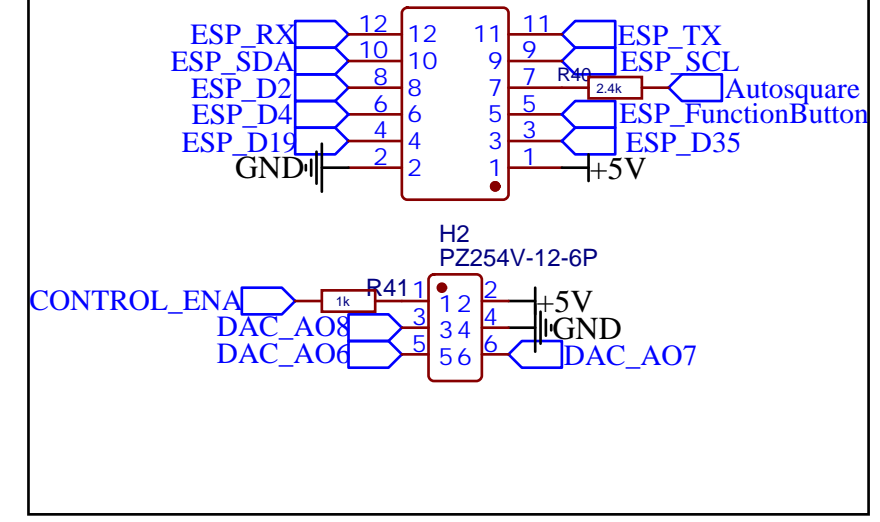 ESP_RX 12 12 11 11 ESP_TX
ESP_SDA 10 10 9 9 ESP_SCL
ESP_D2 8 8 7 7 R40 2.4k Autosquare
ESP_D4 6 6 5 5 ESP_FunctionButton
ESP_D19 4 4 3 3 ESP_D35
GND 2 2 1 1 +5V
H2
PZ254V-12-6P
CONTROL_ENA 1k R41 1 1 2 2 +5V
DAC_AO8 3 3 4 4 GND
DAC_AO6 5 5 6 6 DAC_AO7